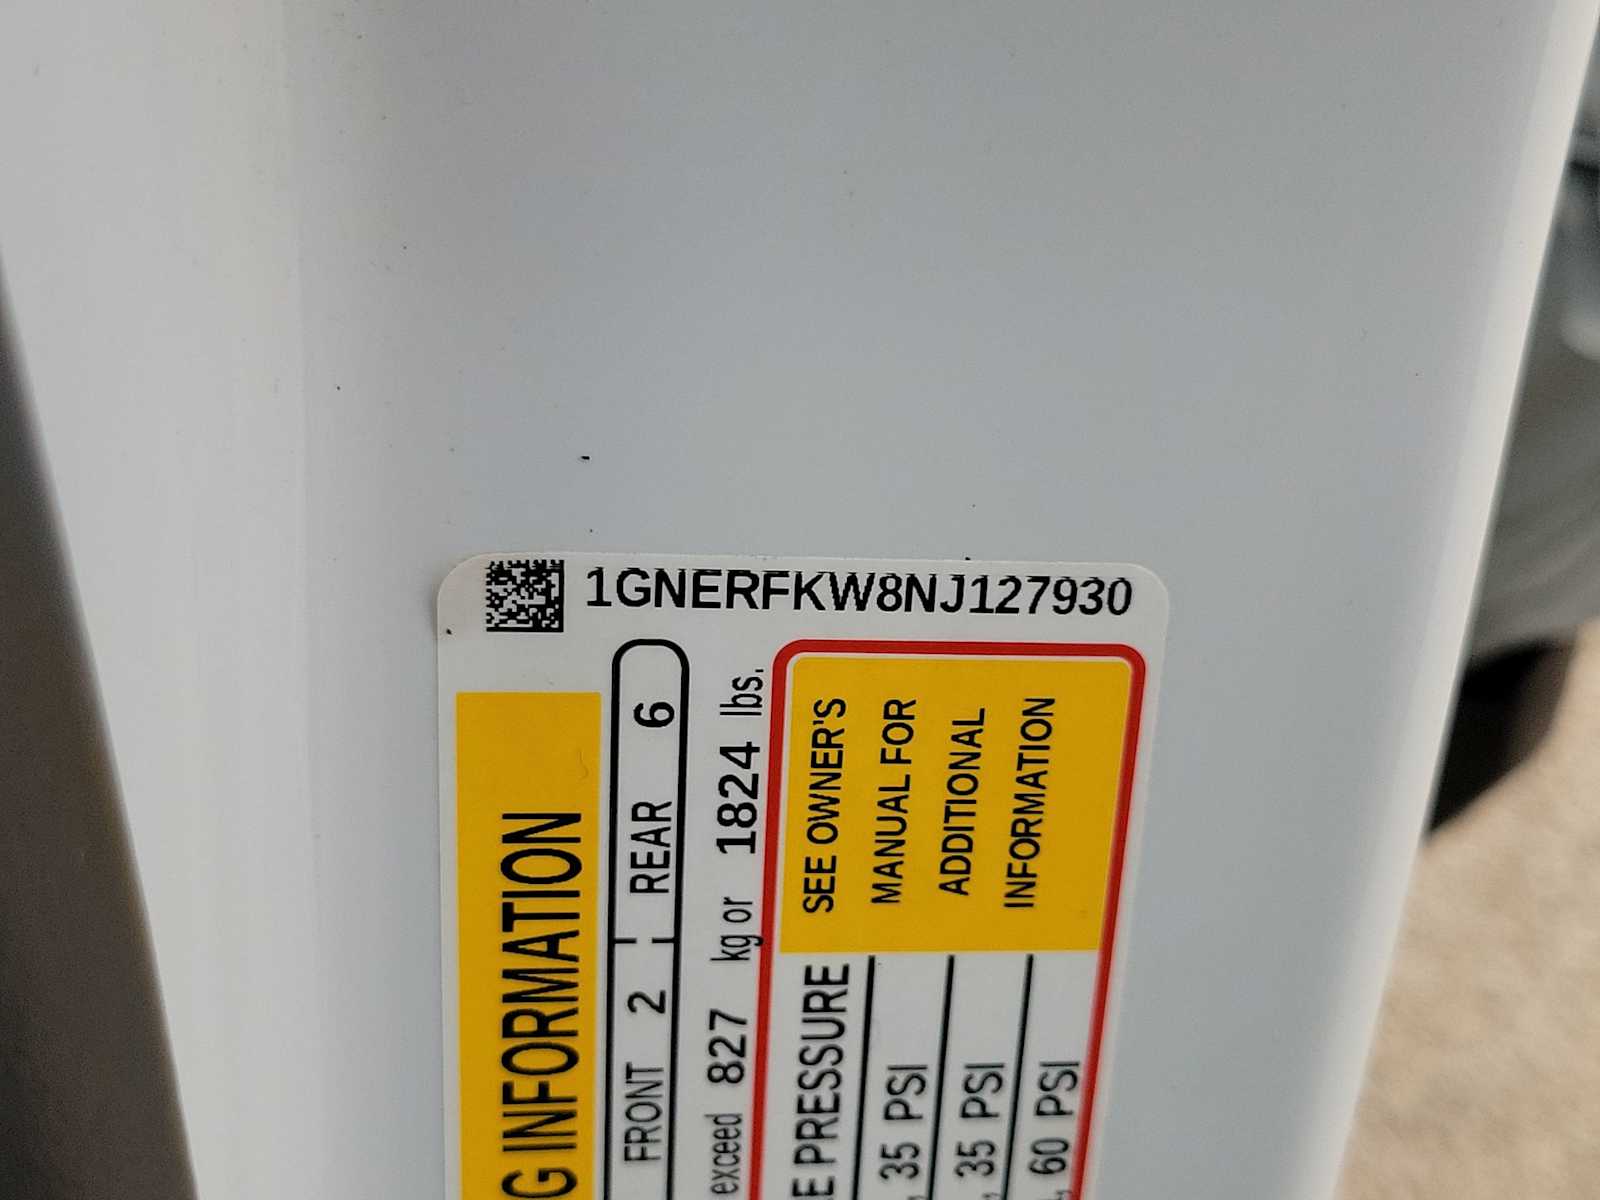 1GNERFKW8NJ127930
G INFORMATION
FRONT 2 REAR 6
exceed 827 kg or 1824 lbs.
E PRESSURE
, 35 PSI
, 35 PSI
, 60 PSI
SEE OWNER'S
MANUAL FOR
ADDITIONAL
INFORMATION